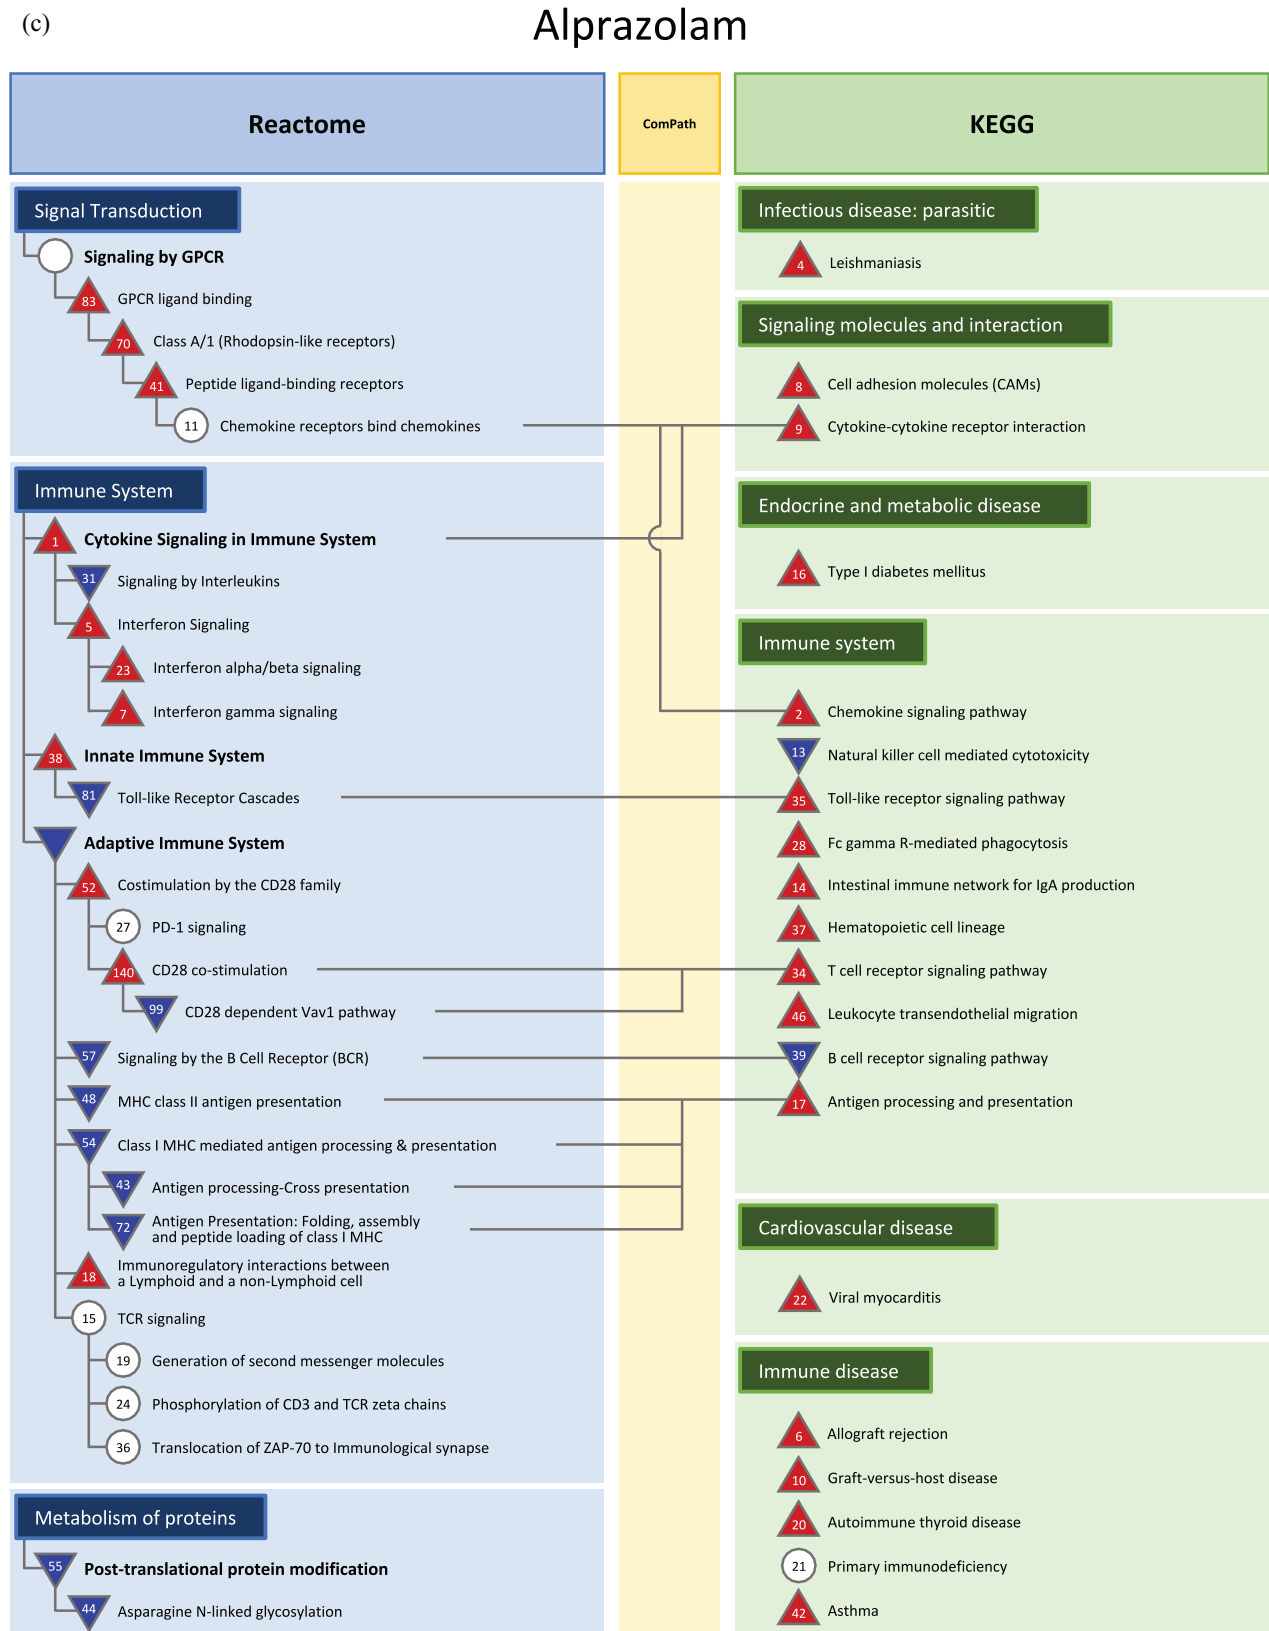 (c)
Alprazolam
Reactome
ComPath
KEGG
Signal Transduction
Signaling by GPCR
83
GPCR ligand binding
70
Class A/1 (Rhodopsin-like receptors)
41
Peptide ligand-binding receptors
11
Chemokine receptors bind chemokines
Immune System
1
Cytokine Signaling in Immune System
31
Signaling by Interleukins
5
Interferon Signaling
23
Interferon alpha/beta signaling
7
Interferon gamma signaling
38
Innate Immune System
81
Toll-like Receptor Cascades
Adaptive Immune System
52
Costimulation by the CD28 family
27
PD-1 signaling
140
CD28 co-stimulation
99
CD28 dependent Vav1 pathway
57
Signaling by the B Cell Receptor (BCR)
48
MHC class II antigen presentation
54
Class I MHC mediated antigen processing & presentation
43
Antigen processing-Cross presentation
72
Antigen Presentation: Folding, assembly
and peptide loading of class I MHC
18
Immunoregulatory interactions between
a Lymphoid and a non-Lymphoid cell
15
TCR signaling
19
Generation of second messenger molecules
24
Phosphorylation of CD3 and TCR zeta chains
36
Translocation of ZAP-70 to Immunological synapse
Metabolism of proteins
55
Post-translational protein modification
44
Asparagine N-linked glycosylation
Infectious disease: parasitic
4
Leishmaniasis
Signaling molecules and interaction
8
Cell adhesion molecules (CAMs)
9
Cytokine-cytokine receptor interaction
Endocrine and metabolic disease
16
Type I diabetes mellitus
Immune system
2
Chemokine signaling pathway
13
Natural killer cell mediated cytotoxicity
35
Toll-like receptor signaling pathway
28
Fc gamma R-mediated phagocytosis
14
Intestinal immune network for IgA production
37
Hematopoietic cell lineage
34
T cell receptor signaling pathway
46
Leukocyte transendothelial migration
39
B cell receptor signaling pathway
17
Antigen processing and presentation
Cardiovascular disease
22
Viral myocarditis
Immune disease
6
Allograft rejection
10
Graft-versus-host disease
20
Autoimmune thyroid disease
21
Primary immunodeficiency
42
Asthma